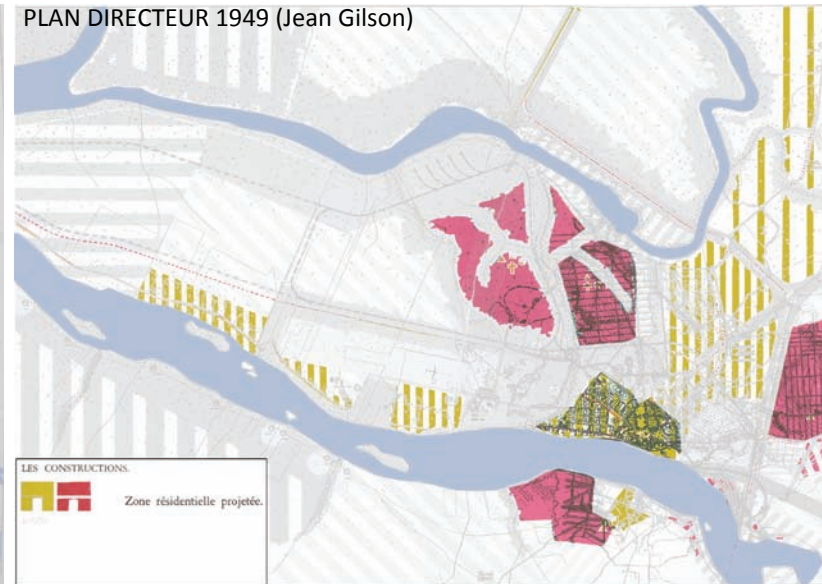 PLAN DIRECTEUR 1949 (Jean Gilson)
LES CONSTRUCTIONS.
Zone résidentielle projetée.